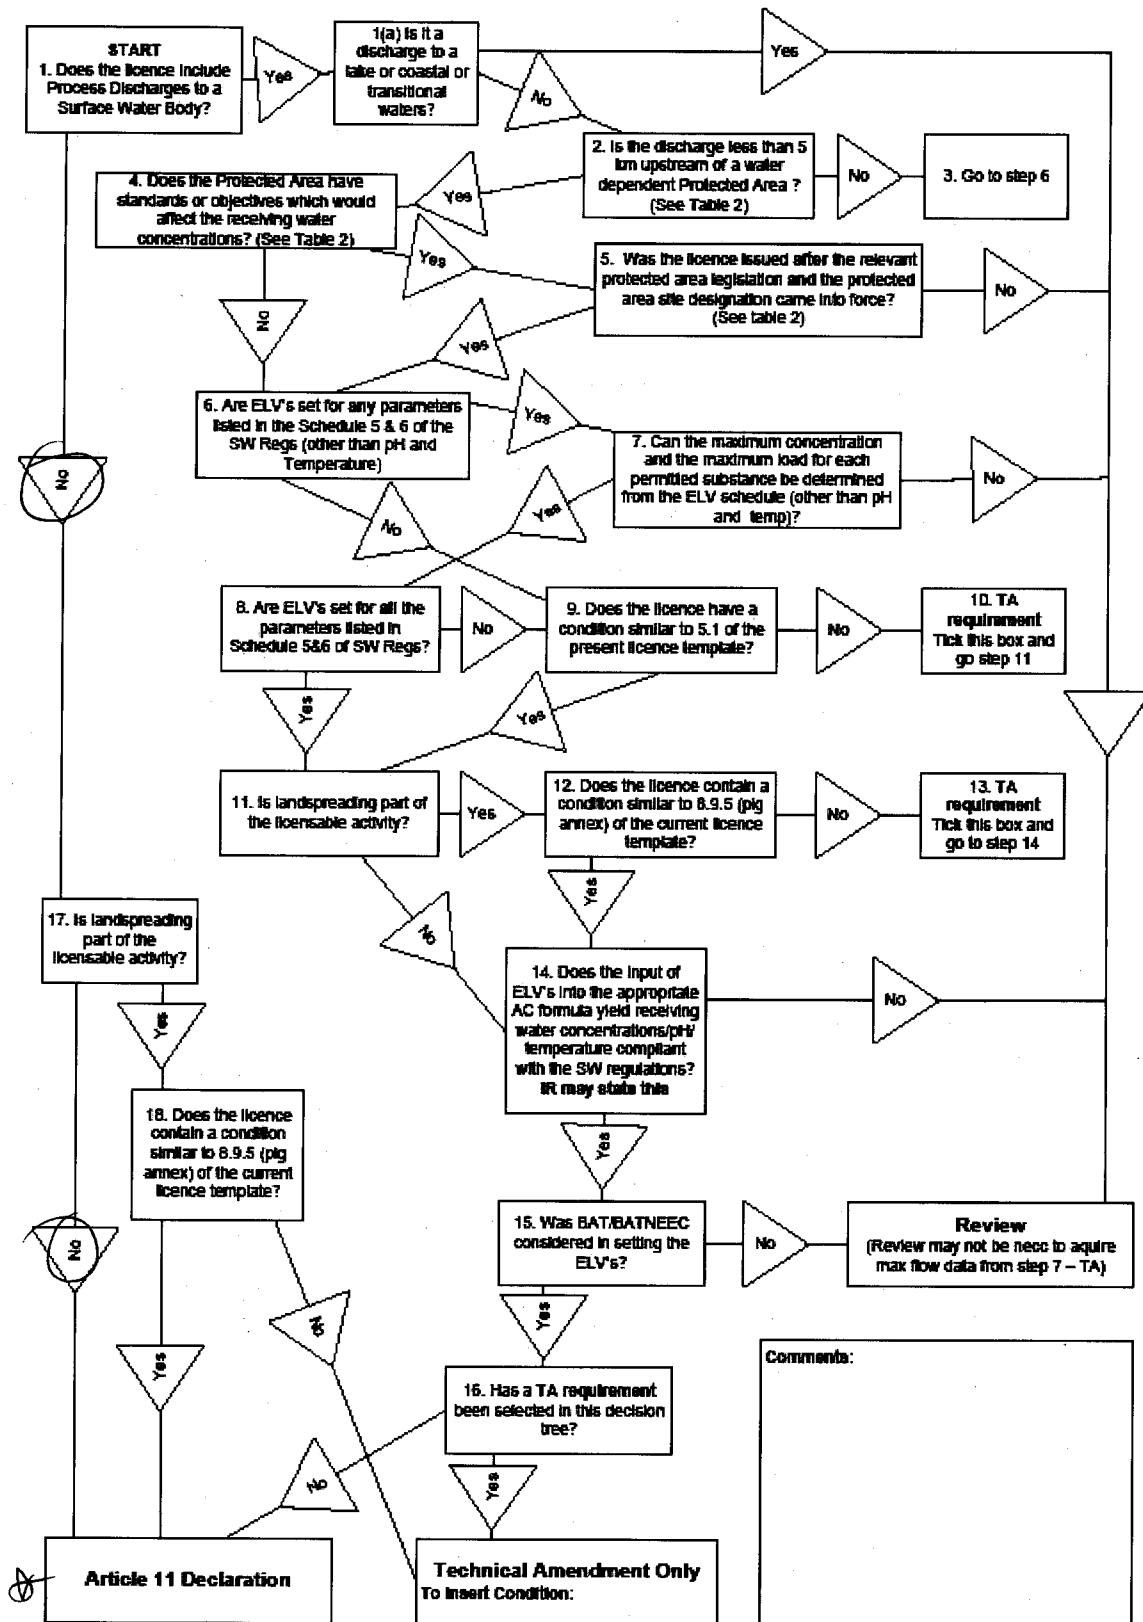 START
1. Does the licence include
Process Discharges to a
Surface Water Body?
Yes
1(a) Is it a
discharge to a
lake or coastal or
transitional
waters?
Yes
No
2. Is the discharge less than 5
km upstream of a water
dependent Protected Area ?
(See Table 2)
No
3. Go to step 6
Yes
4. Does the Protected Area have
standards or objectives which would
affect the receiving water
concentrations? (See Table 2)
Yes
No
5. Was the licence issued after the relevant
protected area legislation and the protected
area site designation came into force?
(See table 2)
No
Yes
6. Are ELV's set for any parameters
listed in the Schedule 5 & 6 of the
SW Regs (other than pH and
Temperature)
Yes
No
7. Can the maximum concentration
and the maximum load for each
permitted substance be determined
from the ELV schedule (other than pH
and temp)?
No
Yes
No
8. Are ELV's set for all the
parameters listed in
Schedule 5&6 of SW Regs?
No
Yes
9. Does the licence have a
condition similar to 5.1 of the
present licence template?
No
10. TA
requirement
Tick this box and
go step 11
Yes
11. Is landspreading part of
the licensable activity?
Yes
No
12. Does the licence contain a
condition similar to 8.9.5 (pig
annex) of the current licence
template?
No
13. TA
requirement
Tick this box and
go to step 14
Yes
14. Does the input of
ELV's into the appropritate
AC formula yield receiving
water concentrations/pH/
temperature compliant
with the SW regulations?
IR may state this
No
Yes
17. Is landspreading
part of the
licensable activity?
Yes
No
18. Does the licence
contain a condition
similar to 8.9.5 (pig
annex) of the current
licence template?
Yes
No
15. Was BAT/BATNEEC
considered in setting the
ELV's?
No
Review
(Review may not be necc to aquire
max flow data from step 7 – TA)
Yes
16. Has a TA requirement
been selected in this decision
tree?
No
Yes
Comments:
Article 11 Declaration
Technical Amendment Only
To Insert Condition: